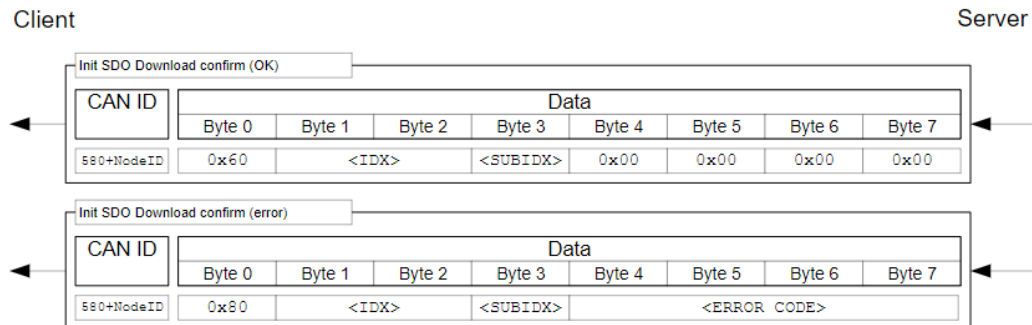 Client Server
Init SDO Download confirm (OK)
CAN ID Data
Byte 0 Byte 1 Byte 2 Byte 3 Byte 4 Byte 5 Byte 6 Byte 7
580+NodeID 0x60 <IDX> <SUBIDX> 0x00 0x00 0x00 0x00
Init SDO Download confirm (error)
CAN ID Data
Byte 0 Byte 1 Byte 2 Byte 3 Byte 4 Byte 5 Byte 6 Byte 7
580+NodeID 0x80 <IDX> <SUBIDX> <ERROR CODE>